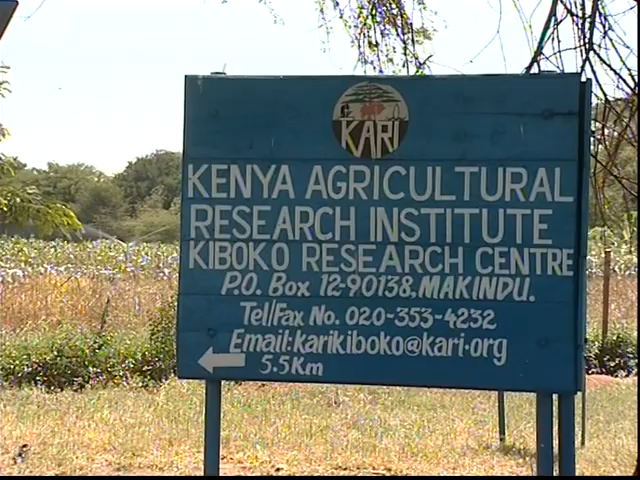 KARI
KENYA AGRICULTURAL
RESEARCH INSTITUTE
KIBOKO RESEARCH CENTRE
P.O. Box 12-90138, MAKINDU.
Tel/Fax No. 020-353-4232
Email:karikiboko@kari.org
5.5Km